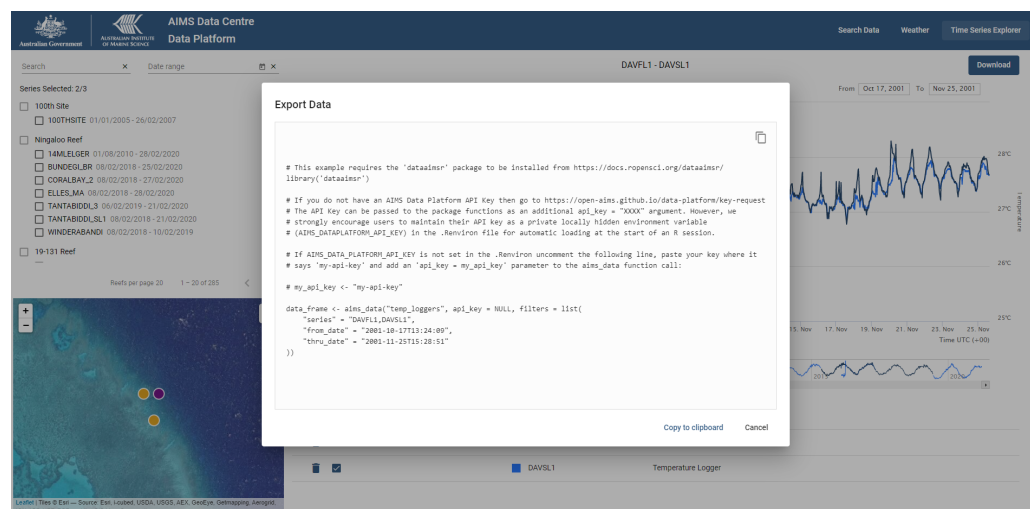 Australian Government
AUSTRALIAN INSTITUTE
OF MARINE SCIENCE
AIMS Data Centre
Data Platform
Search Data
Weather
Time Series Explorer
Search
Date range
DAVFL1 - DAVSL1
Download
Series Selected: 2/3
From Oct 17, 2001 To Nov 25, 2001
100th Site
100THSITE 01/01/2005 - 26/02/2007
Ningaloo Reef
14MLELGER 01/08/2010 - 28/02/2020
BUNDEGI_BR 08/02/2018 - 25/02/2020
CORALBAY_2 08/02/2018 - 27/02/2020
ELLES_MA 08/02/2018 - 28/02/2020
TANTABIDDI_3 06/02/2019 - 21/02/2020
TANTABIDDI_SL1 08/02/2018 - 21/02/2020
WINDERABANDI 08/02/2018 - 10/02/2019
19-131 Reef
Reefs per page 20 1 – 20 of 285
+
−
Leaflet | Tiles © Esri — Source: Esri, i-cubed, USDA, USGS, AEX, GeoEye, Getmapping, Aerogrid,
Export Data
# This example requires the 'dataaimsr' package to be installed from https://docs.ropensci.org/dataaimsr/
library('dataaimsr')
# If you do not have an AIMS Data Platform API Key then go to https://open-aims.github.io/data-platform/key-request
# The API Key can be passed to the package functions as an additional api_key = "XXXX" argument. However, we
# strongly encourage users to maintain their API key as a private locally hidden environment variable
# (AIMS_DATAPLATFORM_API_KEY) in the .Renviron file for automatic loading at the start of an R session.
# If AIMS_DATA_PLATFORM_API_KEY is not set in the .Renviron uncomment the following line, paste your key where it
# says 'my-api-key' and add an 'api_key = my_api_key' parameter to the aims_data function call:
# my_api_key <- "my-api-key"
data_frame <- aims_data("temp_loggers", api_key = NULL, filters = list(
"series" = "DAVFL1,DAVSL1",
"from_date" = "2001-10-17T13:24:09",
"thru_date" = "2001-11-25T15:28:51"
))
Copy to clipboard
Cancel
28°C
27°C
26°C
25°C
Temperature
15. Nov 17. Nov 19. Nov 21. Nov 23. Nov 25. Nov
Time UTC (+00)
DAVSL1
Temperature Logger